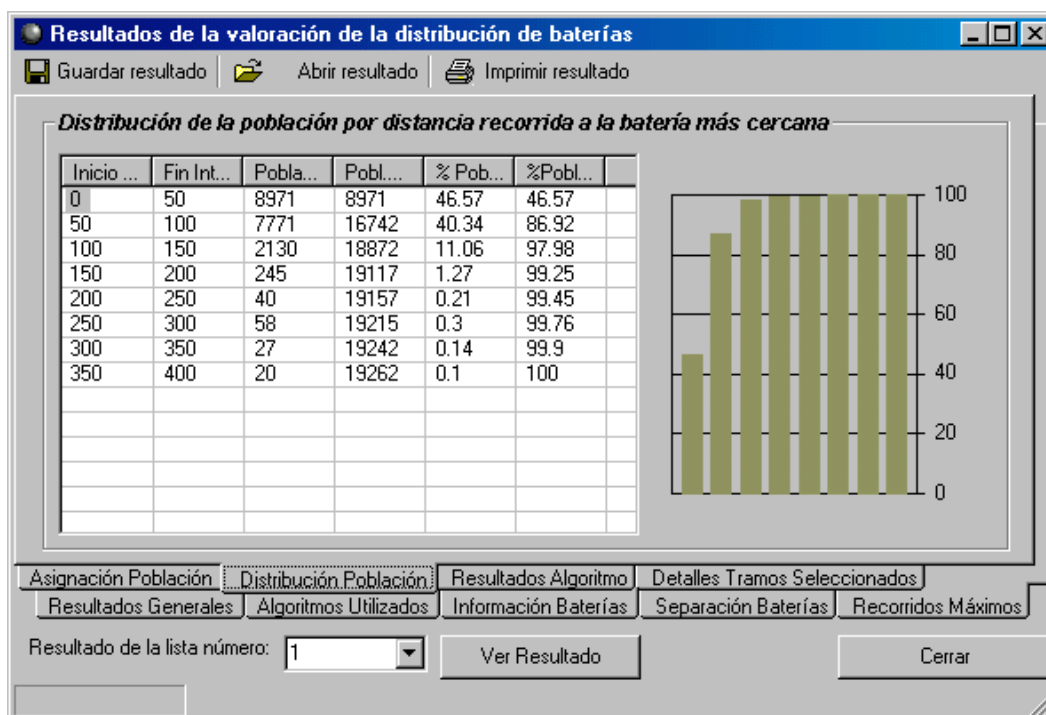 Resultados de la valoración de la distribución de baterías
Guardar resultado Abrir resultado Imprimir resultado
Distribución de la población por distancia recorrida a la batería más cercana
Inicio ... Fin Int... Pobla... Pobl.... % Pob... %Pobl...
0 50 8971 8971 46.57 46.57
50 100 7771 16742 40.34 86.92
100 150 2130 18872 11.06 97.98
150 200 245 19117 1.27 99.25
200 250 40 19157 0.21 99.45
250 300 58 19215 0.3 99.76
300 350 27 19242 0.14 99.9
350 400 20 19262 0.1 100
100
80
60
40
20
0
Asignación Población Distribución Población Resultados Algoritmo Detalles Tramos Seleccionados
Resultados Generales Algoritmos Utilizados Información Baterías Separación Baterías Recorridos Máximos
Resultado de la lista número: 1 Ver Resultado Cerrar